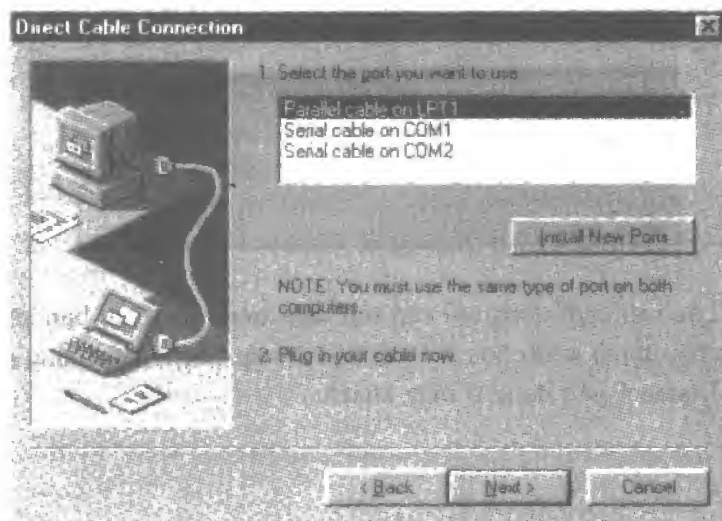 Direct Cable Connection
1. Select the port you want to use
Parallel cable on LPT1
Serial cable on COM1
Serial cable on COM2
Install New Ports
NOTE: You must use the same type of port on both
computers.
2. Plug in your cable now.
< Back
Next >
Cancel